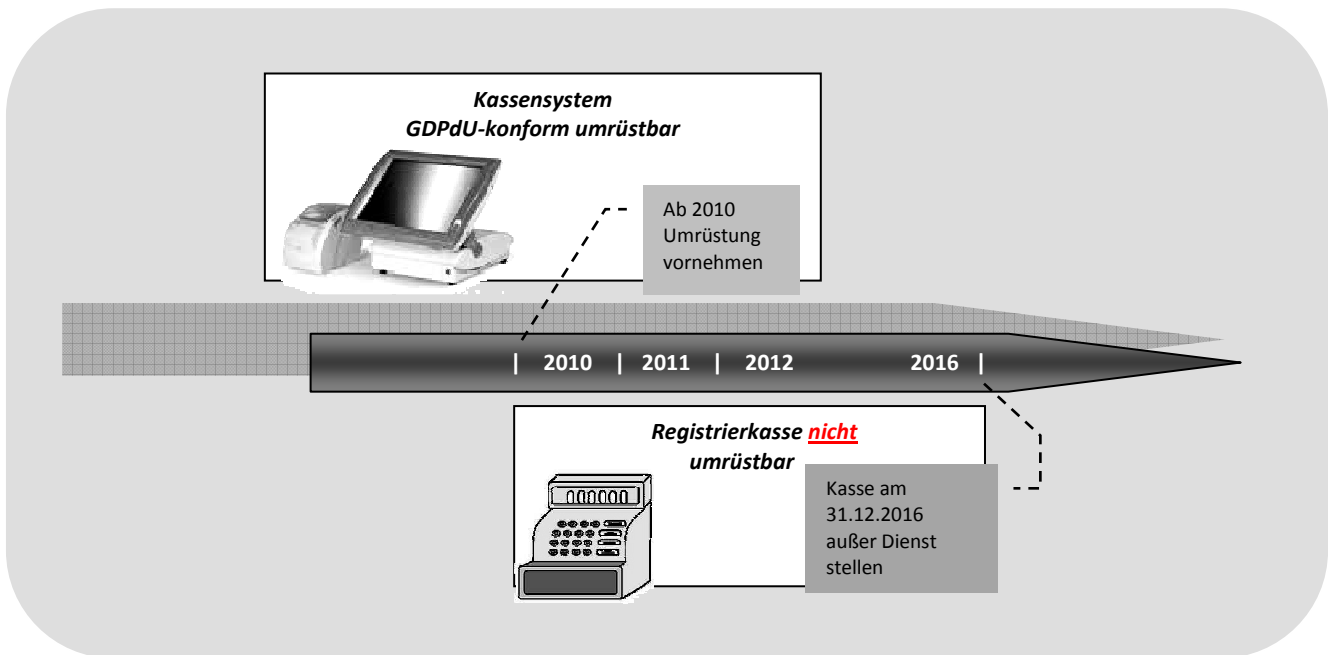 Kassensystem
GDPdU-konform umrüstbar
Ab 2010
Umrüstung
vornehmen
| 2010 | 2011 | 2012 2016 |
Registrierkasse nicht
umrüstbar
000000
Kasse am
31.12.2016
außer Dienst
stellen